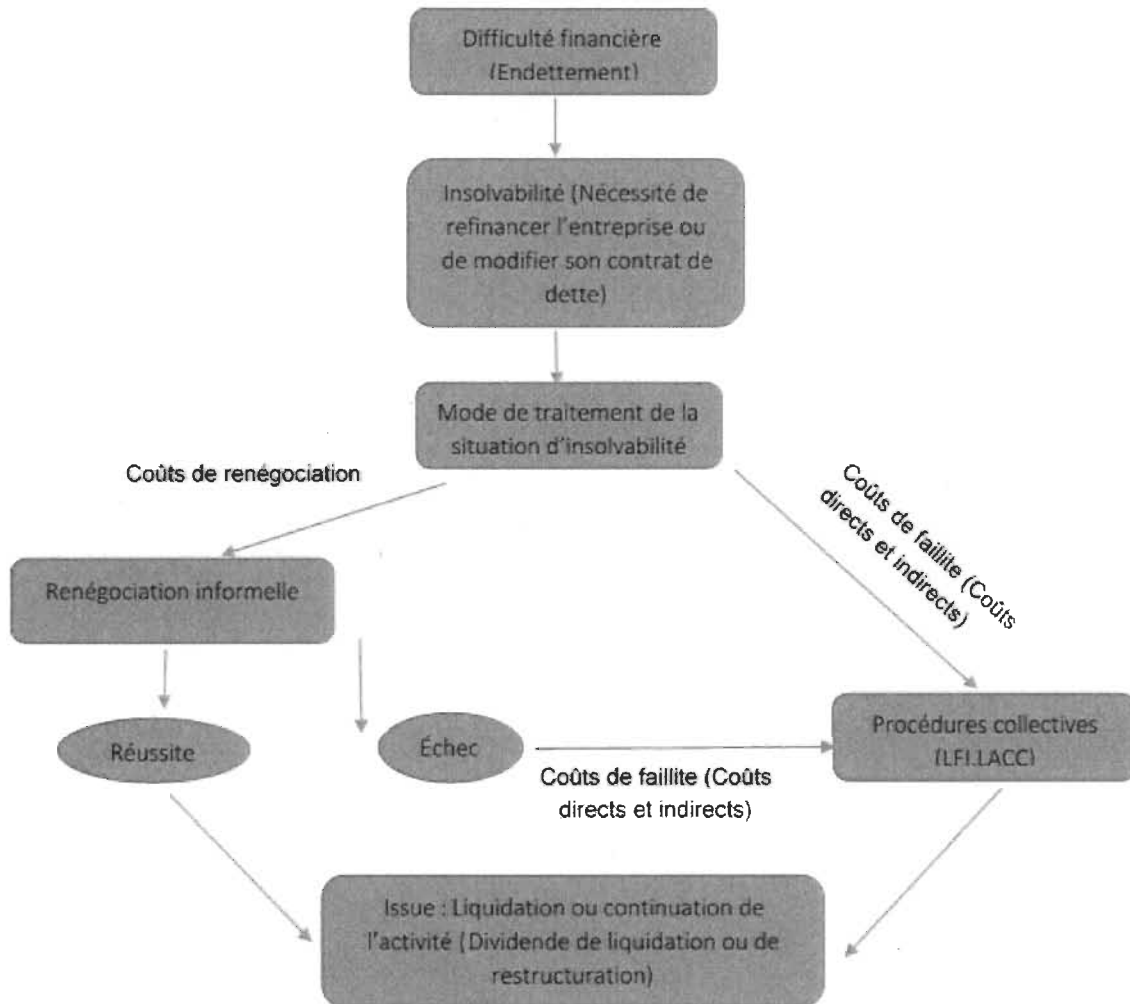 Difficulté financière
(Endettement)
Insolvabilité (Nécessité de
refinancer l'entreprise ou
de modifier son contrat de
dette)
Mode de traitement de la
situation d'insolvabilité
Coûts de renégociation
Coûts de faillite (Coûts
directs et indirects)
Renégociation informelle
Réussite
Échec
Coûts de faillite (Coûts
directs et indirects)
Procédures collectives
(LFI,LACC)
Issue : Liquidation ou continuation de
l'activité (Dividende de liquidation ou de
restructuration)